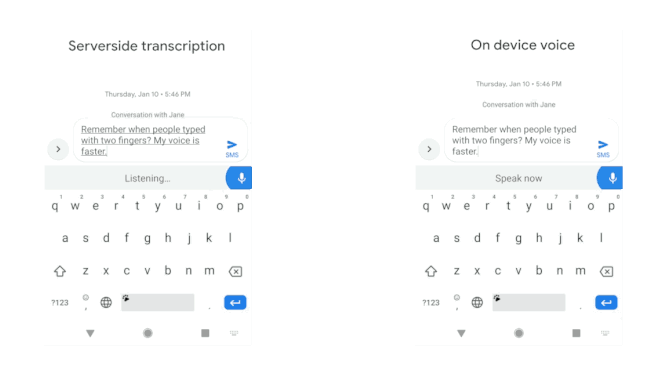 Serverside transcription
Thursday, Jan 10 • 5:46 PM
Conversation with Jane
Remember when people typed
with two fingers? My voice is
faster.
SMS
Listening...
1 2 3 4 5 6 7 8 9 0
q w e r t y u i o p
a s d f g h j k l
z x c v b n m
?123 , .
On device voice
Thursday, Jan 10 • 5:46 PM
Conversation with Jane
Remember when people typed
with two fingers? My voice is
faster.
SMS
Speak now
1 2 3 4 5 6 7 8 9 0
q w e r t y u i o p
a s d f g h j k l
z x c v b n m
?123 , .